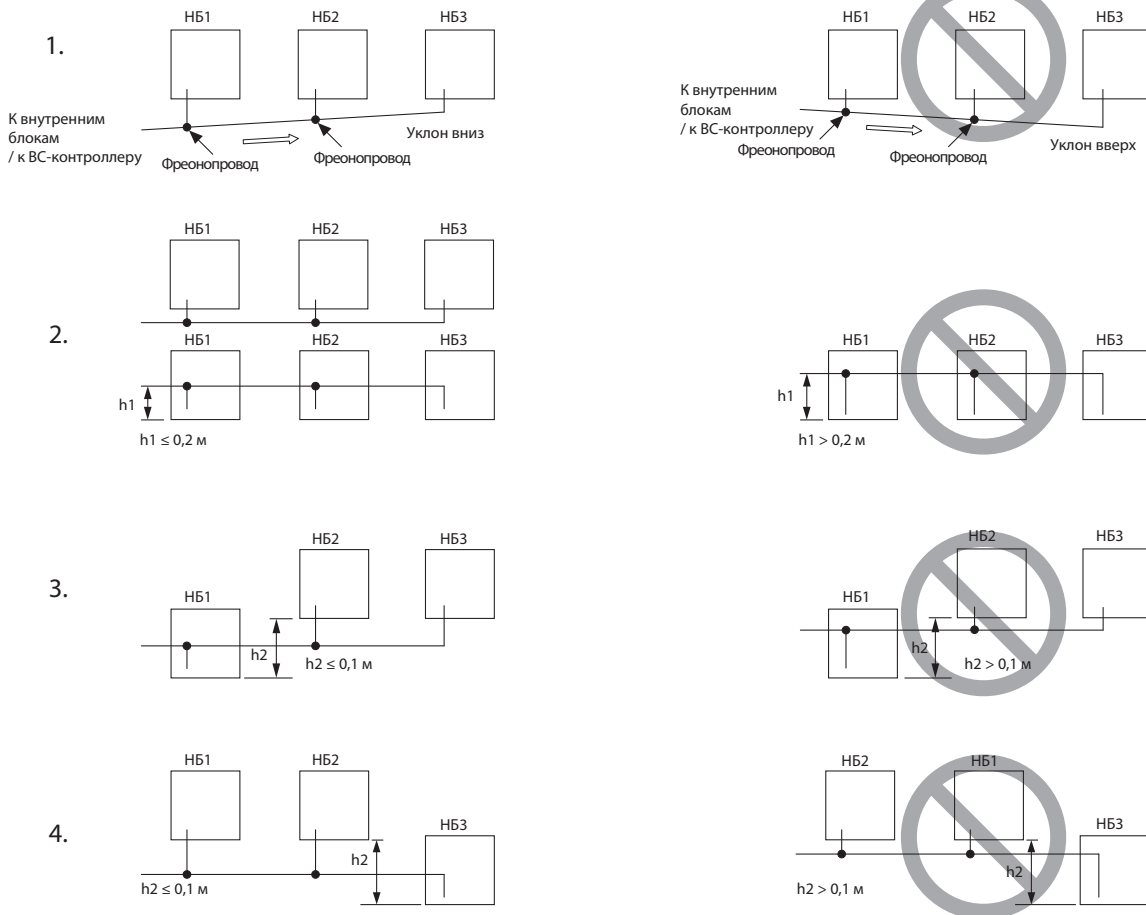 1.
НБ1
НБ2
НБ3
К внутренним
блокам
/ к ВС-контроллеру
Фреонопровод
Фреонопровод
Уклон вниз
НБ1
НБ2
НБ3
К внутренним
блокам
/ к ВС-контроллеру
Фреонопровод
Фреонопровод
Уклон вверх
2.
НБ1
НБ2
НБ3
НБ1
НБ2
НБ3
h1
h1 ≤ 0,2 м
НБ1
НБ2
НБ3
h1
h1 > 0,2 м
3.
НБ1
НБ2
НБ3
h2
h2 ≤ 0,1 м
НБ1
НБ2
НБ3
h2
h2 > 0,1 м
4.
НБ1
НБ2
НБ3
h2
h2 ≤ 0,1 м
НБ2
НБ1
НБ3
h2
h2 > 0,1 м